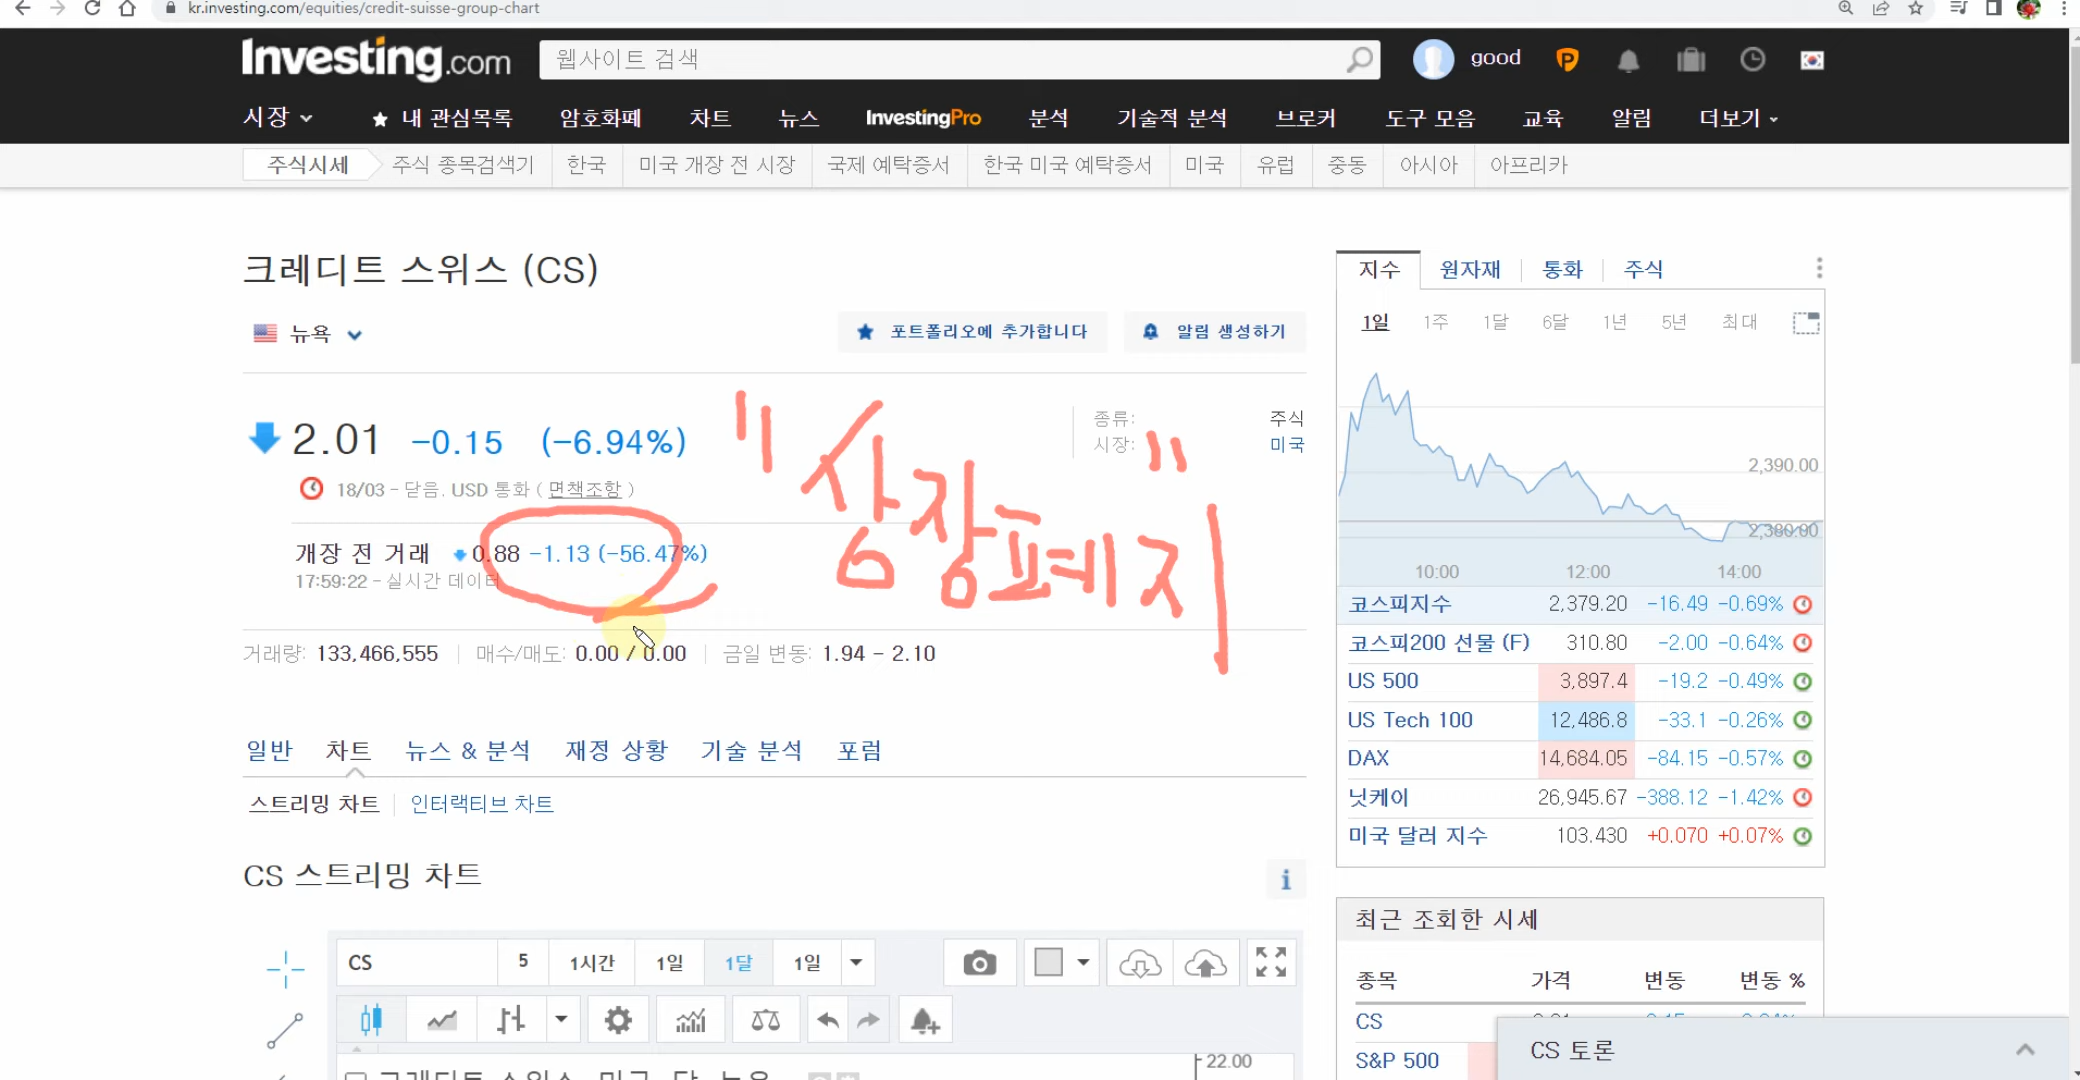 kr.investing.com/equities/credit-suisse-group-chart
Investing.com
웹사이트 검색
good
시장
내 관심목록
암호화폐
차트
뉴스
InvestingPro
분석
기술적 분석
브로커
도구 모음
교육
알림
더보기
주식시세
주식 종목검색기
한국
미국 개장 전 시장
국제 예탁증서
한국 미국 예탁증서
미국
유럽
중동
아시아
아프리카
크레디트 스위스 (CS)
뉴욕
포트폴리오에 추가합니다
알림 생성하기
2.01 -0.15 (-6.94%)
18/03 - 닫음. USD 통화 ( 면책조항 )
종류: 주식
시장: 미국
"상장폐지"
개장 전 거래 0.88 -1.13 (-56.47%)
17:59:22 - 실시간 데이터
거래량: 133,466,555
매수/매도: 0.00 / 0.00
금일 변동: 1.94 - 2.10
일반
차트
뉴스 & 분석
재정 상황
기술 분석
포럼
스트리밍 차트
인터랙티브 차트
CS 스트리밍 차트
CS
5
1시간
1일
1달
1일
크레디트 스위스, 미국, 달, 뉴욕
22.00
지수
원자재
통화
주식
1일
1주
1달
6달
1년
5년
최대
2,390.00
2,380.00
10:00
12:00
14:00
코스피지수 2,379.20 -16.49 -0.69%
코스피200 선물 (F) 310.80 -2.00 -0.64%
US 500 3,897.4 -19.2 -0.49%
US Tech 100 12,486.8 -33.1 -0.26%
DAX 14,684.05 -84.15 -0.57%
닛케이 26,945.67 -388.12 -1.42%
미국 달러 지수 103.430 +0.070 +0.07%
최근 조회한 시세
종목 가격 변동 변동 %
CS
S&P 500
CS 토론